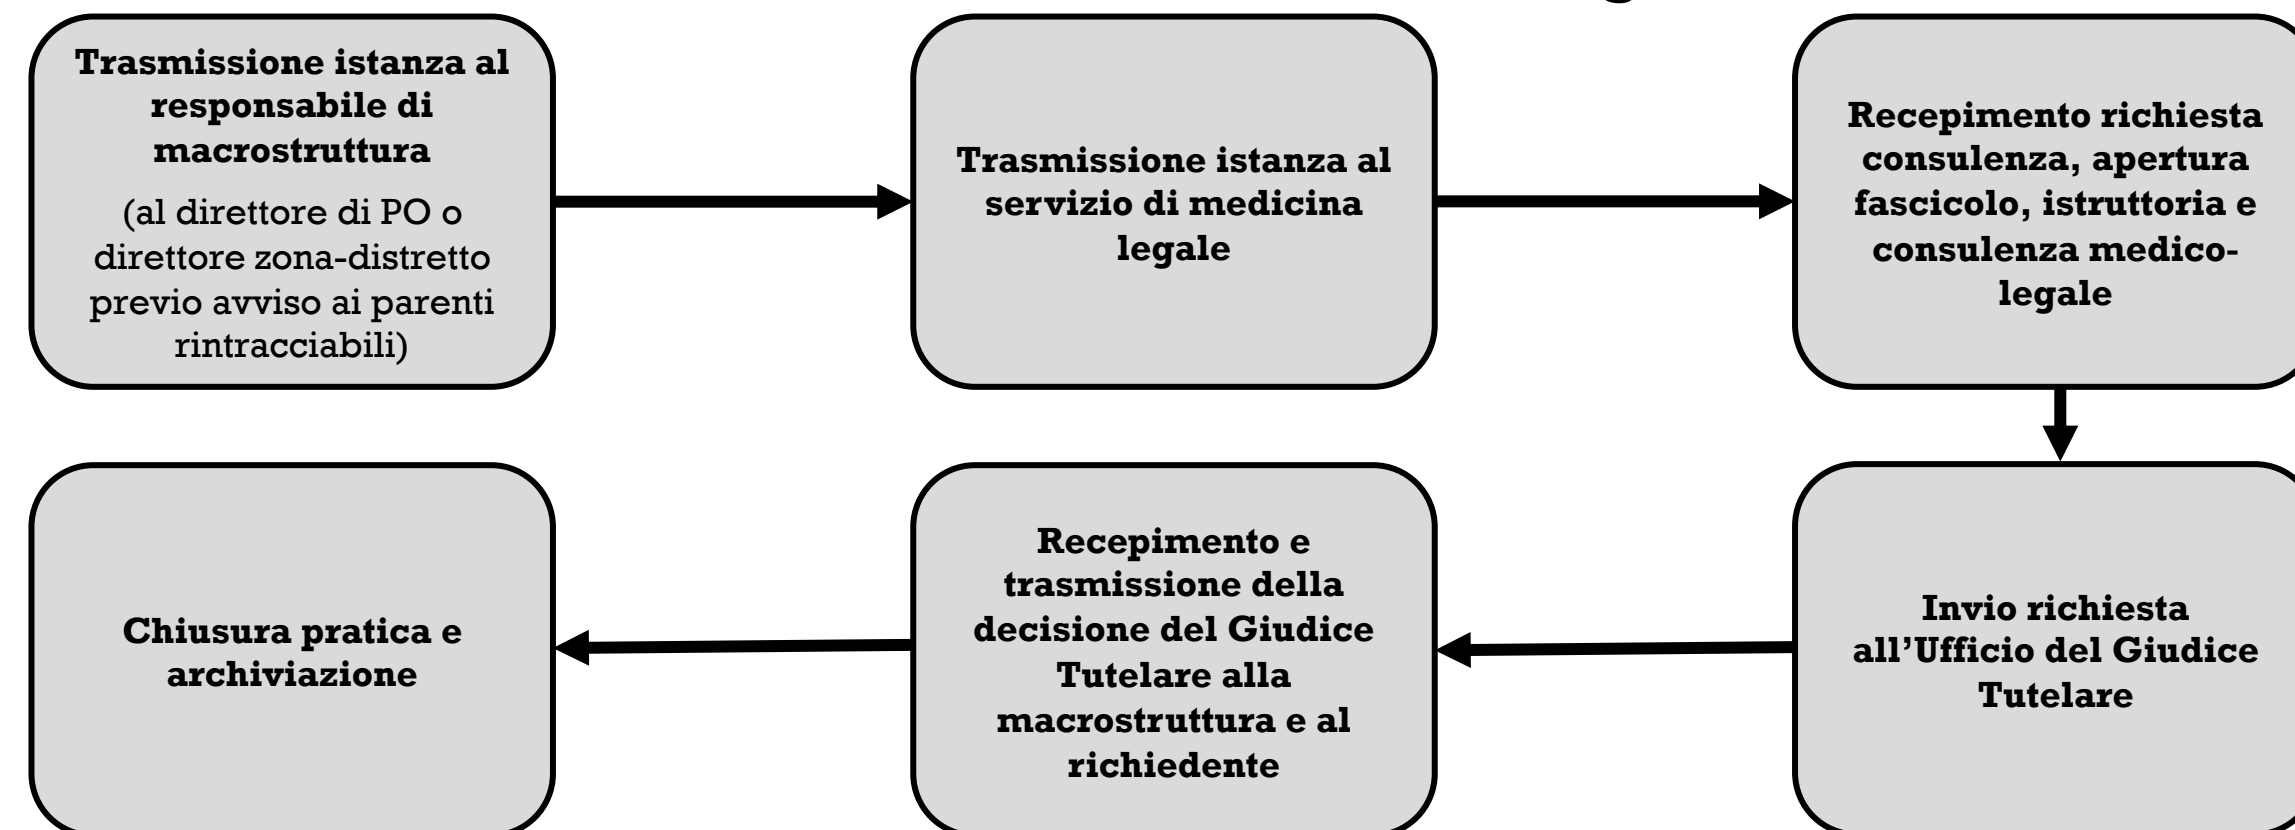 Trasmissione istanza al
responsabile di
macrostruttura
(al direttore di PO o
direttore zona-distretto
previo avviso ai parenti
rintracciabili)
Trasmissione istanza al
servizio di medicina
legale
Recepimento richiesta
consulenza, apertura
fascicolo, istruttoria e
consulenza medico-
legale
Chiusura pratica e
archiviazione
Recepimento e
trasmissione della
decisione del Giudice
Tutelare alla
macrostruttura e al
richiedente
Invio richiesta
all’Ufficio del Giudice
Tutelare